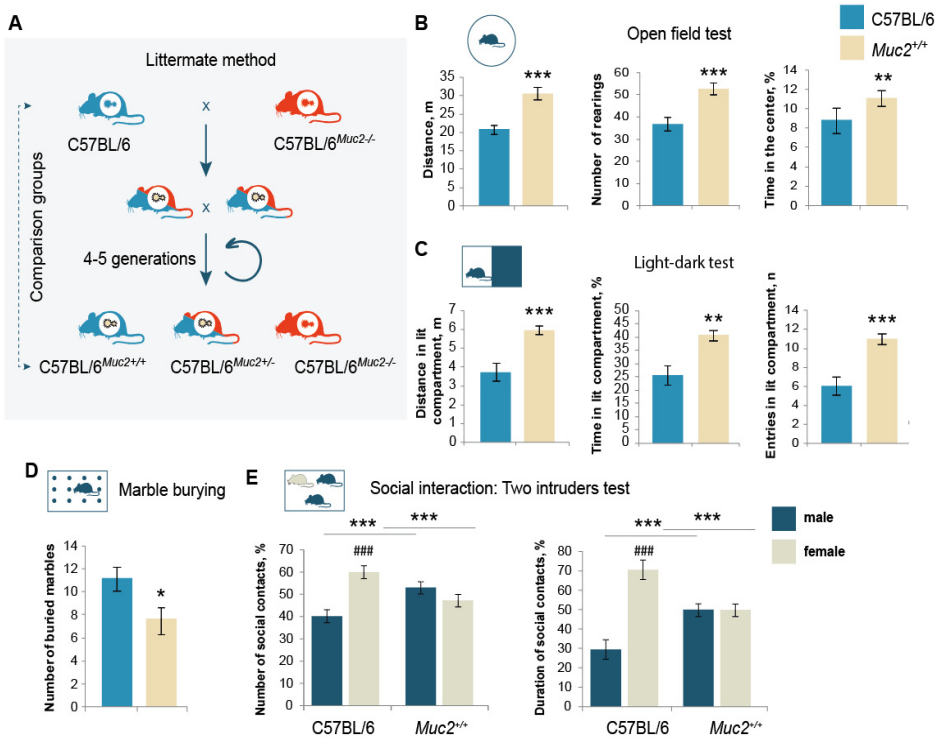 A
Littermate method
C57BL/6
x
C57BL/6Muc2-/-
x
4-5 generations
Comparison groups
C57BL/6Muc2+/+
C57BL/6Muc2+/-
C57BL/6Muc2-/-
B
Open field test
C57BL/6
Muc2+/+
Distance, m
35
30
25
20
15
10
5
0
***
Number of rearings
60
50
40
30
20
10
0
***
Time in the center, %
14
12
10
8
6
4
2
0
**
C
Light-dark test
Distance in lit
compartment, m
7
6
5
4
3
2
1
0
***
Time in lit compartment, %
50
45
40
35
30
25
20
15
10
5
0
**
Entries in lit compartment, n
14
12
10
8
6
4
2
0
***
D
Marble burying
Number of buried marbles
14
12
10
8
6
4
2
0
*
E
Social interaction: Two intruders test
male
female
Number of social contacts, %
70
60
50
40
30
20
10
0
***
***
###
C57BL/6
Muc2+/+
Duration of social contacts, %
80
70
60
50
40
30
20
10
0
***
***
###
C57BL/6
Muc2+/+